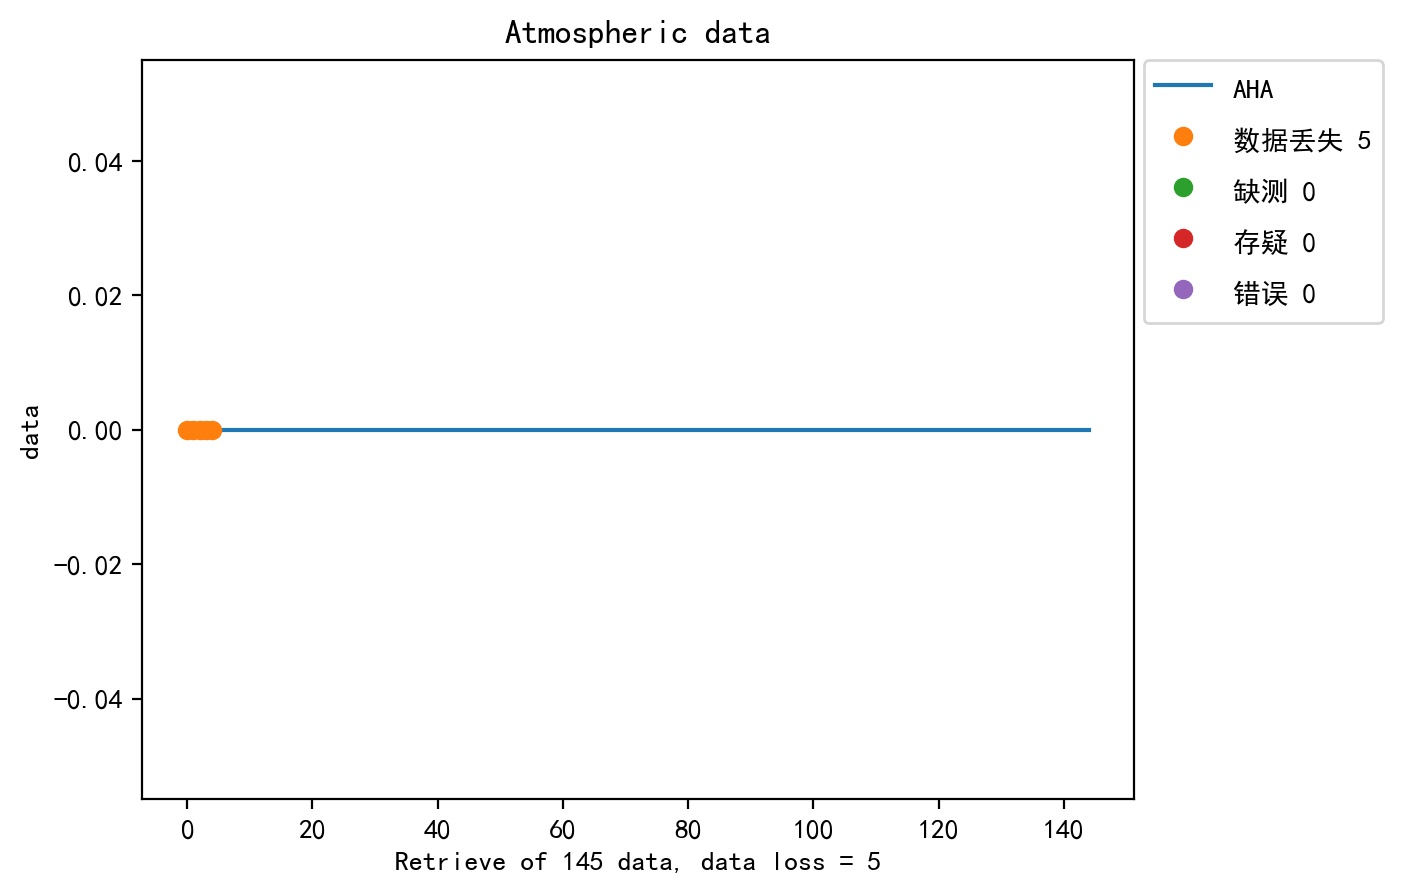 Atmospheric data
AHA
数据丢失 5
缺测 0
存疑 0
错误 0
data
0.04
0.02
0.00
−0.02
−0.04
0 20 40 60 80 100 120 140
Retrieve of 145 data, data loss = 5